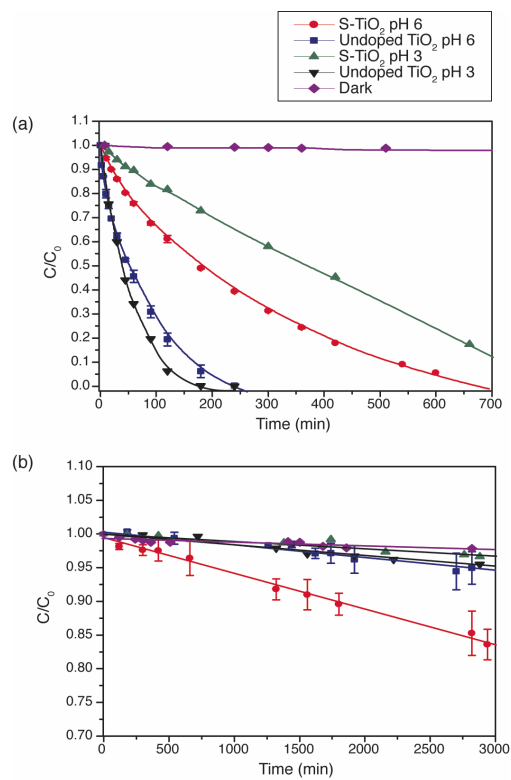 S-TiO₂ pH 6
Undoped TiO₂ pH 6
S-TiO₂ pH 3
Undoped TiO₂ pH 3
Dark
(a)
1.1
1.0
0.9
0.8
0.7
0.6
0.5
0.4
0.3
0.2
0.1
0.0
C/C₀
0 100 200 300 400 500 600 700
Time (min)
(b)
1.10
1.05
1.00
0.95
0.90
0.85
0.80
0.75
0.70
C/C₀
0 500 1000 1500 2000 2500 3000
Time (min)